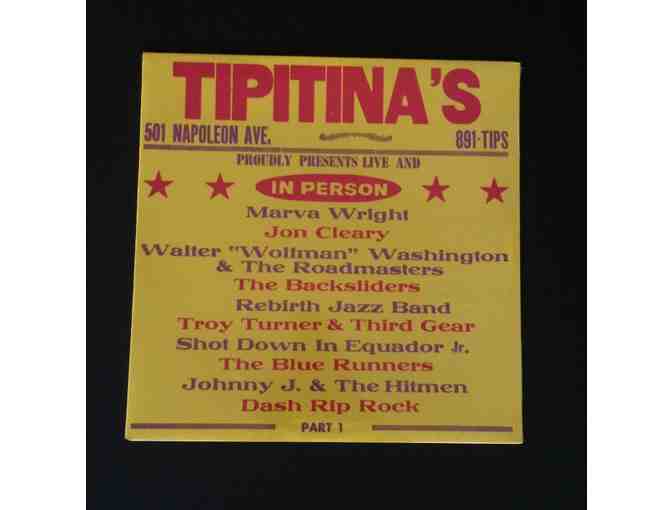 TIPITINA'S
501 NAPOLEON AVE. 891-TIPS
PROUDLY PRESENTS LIVE AND
IN PERSON
Marva Wright
Jon Cleary
Walter "Wolfman" Washington
& The Roadmasters
The Backsliders
Rebirth Jazz Band
Troy Turner & Third Gear
Shot Down In Equador Jr.
The Blue Runners
Johnny J. & The Hitmen
Dash Rip Rock
PART 1